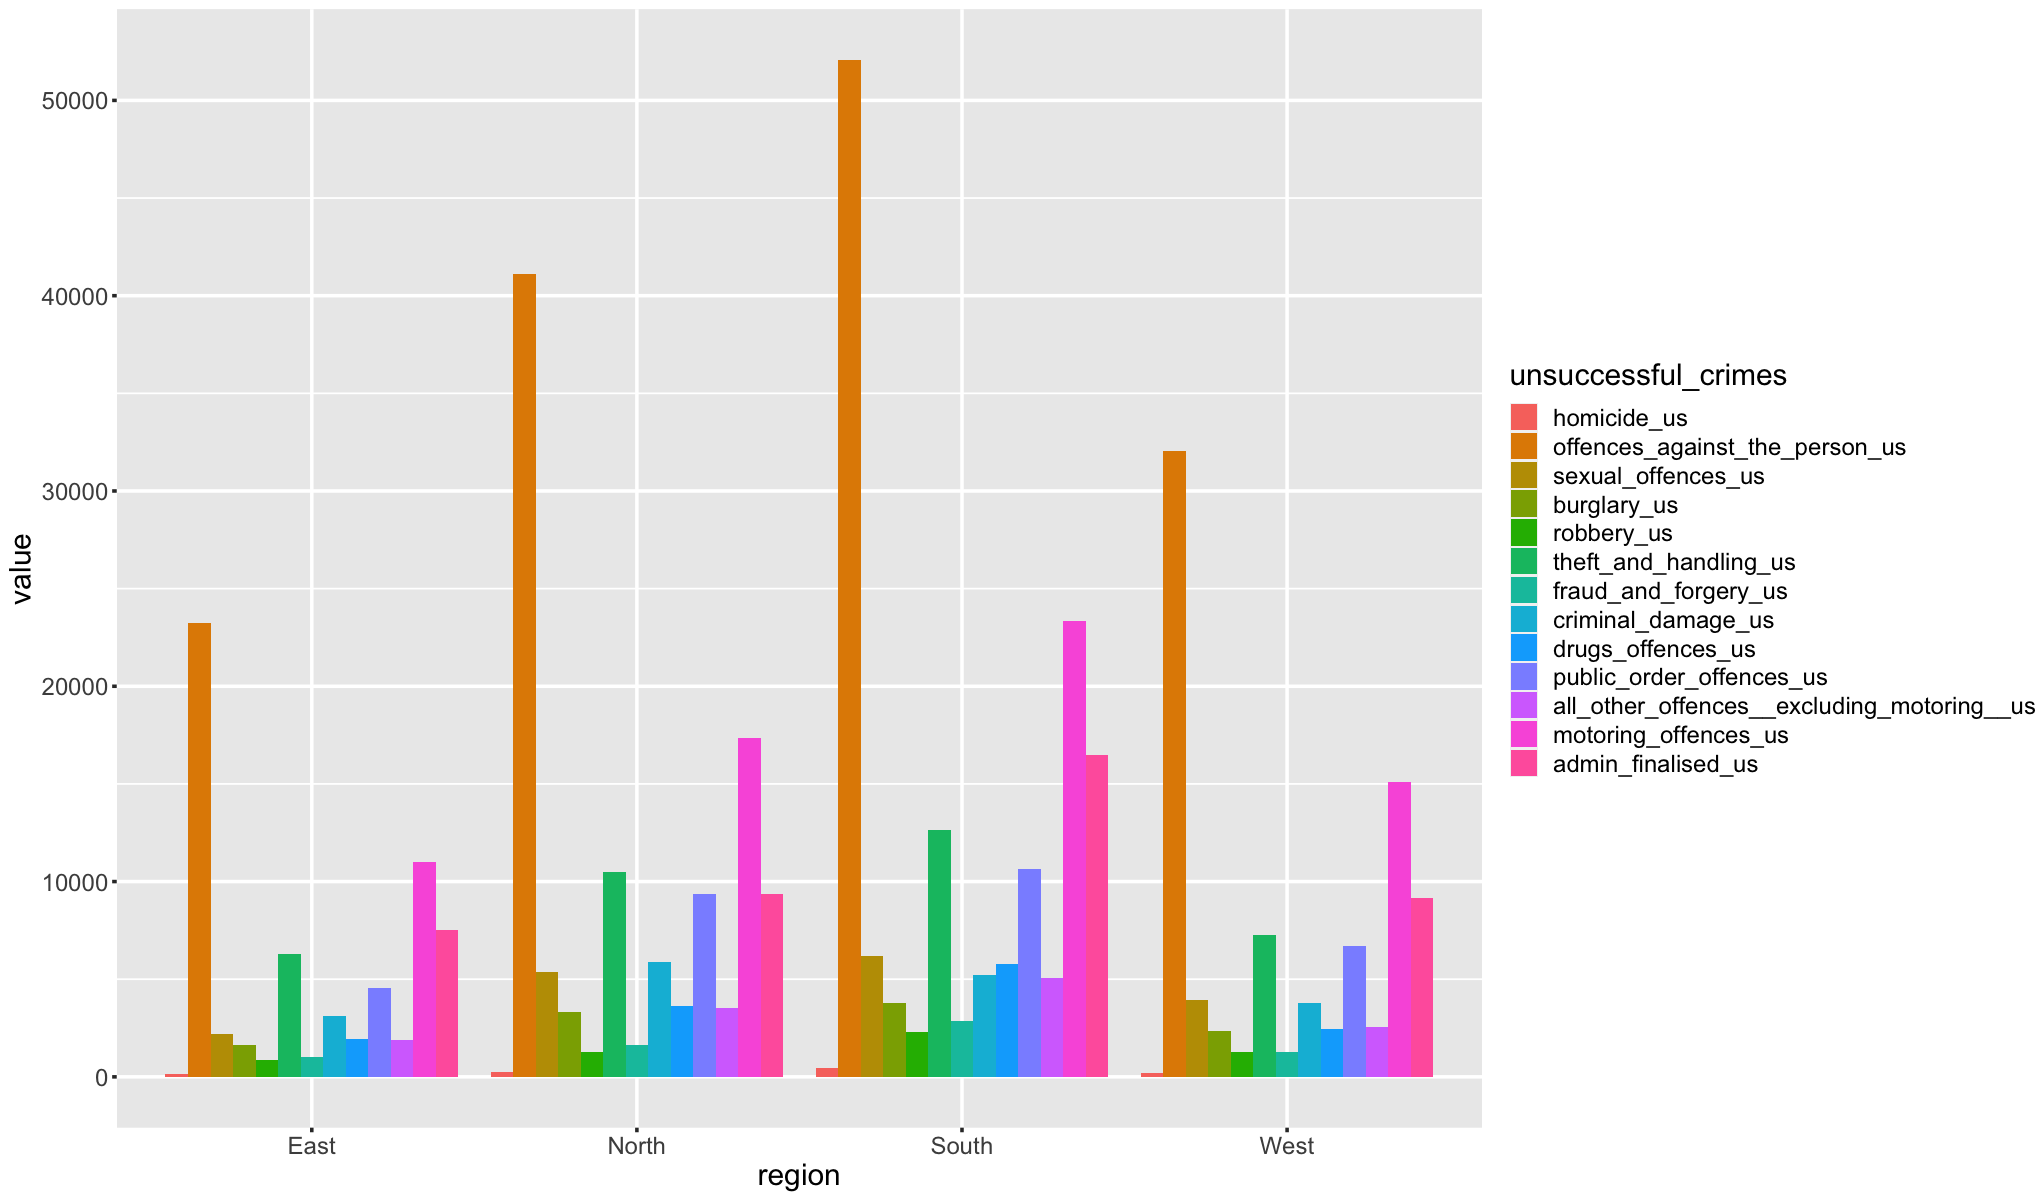 50000
40000
30000
20000
10000
0
value
East North South West
region
unsuccessful_crimes
homicide_us
offences_against_the_person_us
sexual_offences_us
burglary_us
robbery_us
theft_and_handling_us
fraud_and_forgery_us
criminal_damage_us
drugs_offences_us
public_order_offences_us
all_other_offences__excluding_motoring__us
motoring_offences_us
admin_finalised_us